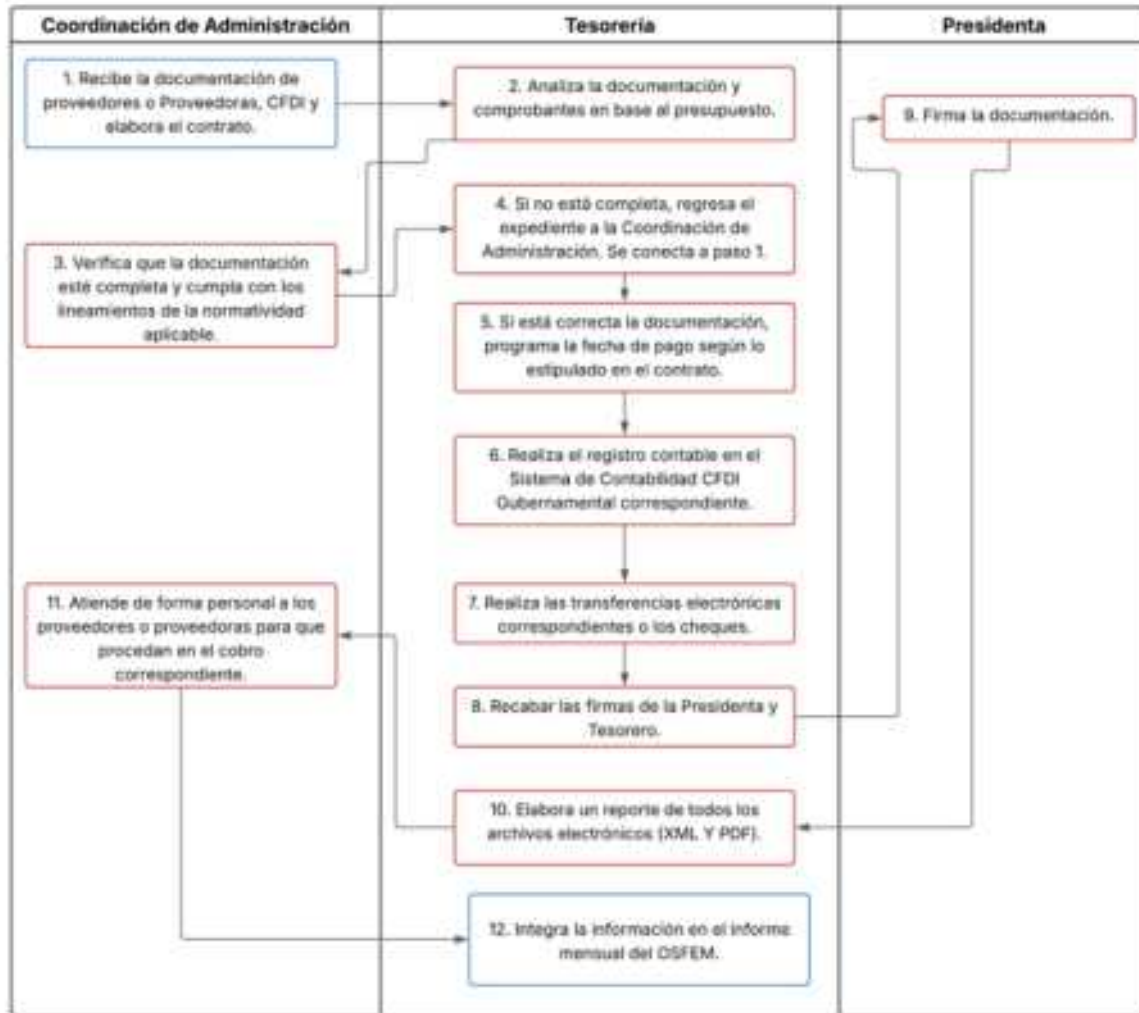 Coordinación de Administración
Tesorería
Presidenta
1. Recibe la documentación de
proveedores o Proveedoras, CFDI y
elabora el contrato.
2. Analiza la documentación y
comprobantes en base al presupuesto.
9. Firma la documentación.
3. Verifica que la documentación
esté completa y cumpla con los
lineamientos de la normatividad
aplicable.
4. Si no está completa, regresa el
expediente a la Coordinación de
Administración. Se conecta a paso 1.
5. Si está correcta la documentación,
programa la fecha de pago según lo
estipulado en el contrato.
6. Realiza el registro contable en el
Sistema de Contabilidad CFDI
Gubernamental correspondiente.
7. Realiza las transferencias electrónicas
correspondientes o los cheques.
8. Recabar las firmas de la Presidenta y
Tesorero.
10. Elabora un reporte de todos los
archivos electrónicos (XML Y PDF).
11. Atiende de forma personal a los
proveedores o proveedoras para que
procedan en el cobro
correspondiente.
12. Integra la información en el informe
mensual del OSFEM.